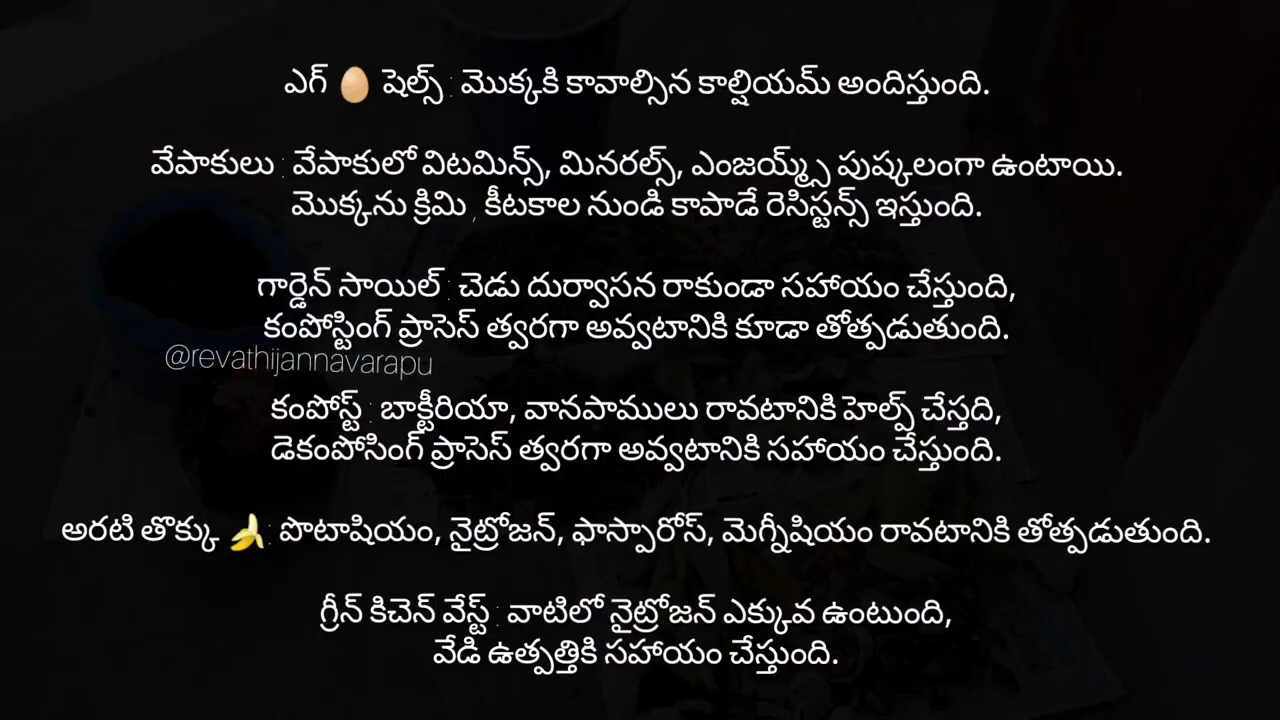 ఎగ్ 🥚 షెల్స్ : మొక్కకి కావాల్సిన కాల్షియమ్ అందిస్తుంది.
వేపాకులు : వేపాకులో విటమిన్స్, మినరల్స్, ఎంజయ్మ్స్ పుష్కలంగా ఉంటాయి.
మొక్కను క్రిమి , కీటకాల నుండి కాపాడే రెసిస్టన్స్ ఇస్తుంది.
గార్డెన్ సాయిల్ : చెడు దుర్వాసన రాకుండా సహాయం చేస్తుంది,
కంపోస్టింగ్ ప్రాసెస్ త్వరగా అవ్వటానికి కూడా తోత్పడుతుంది.
@revathijannavarapu
కంపోస్ట్ : బాక్టీరియా, వానపాములు రావటానికి హెల్ప్ చేస్తది,
డెకంపోసింగ్ ప్రాసెస్ త్వరగా అవ్వటానికి సహాయం చేస్తుంది.
అరటి తొక్కు 🍌: పొటాషియం, నైట్రోజన్, ఫాస్పారోస్, మెగ్నీషియం రావటానికి తోత్పడుతుంది.
గ్రీన్ కిచెన్ వేస్ట్ : వాటిలో నైట్రోజన్ ఎక్కువ ఉంటుంది,
వేడి ఉత్పత్తికి సహాయం చేస్తుంది.